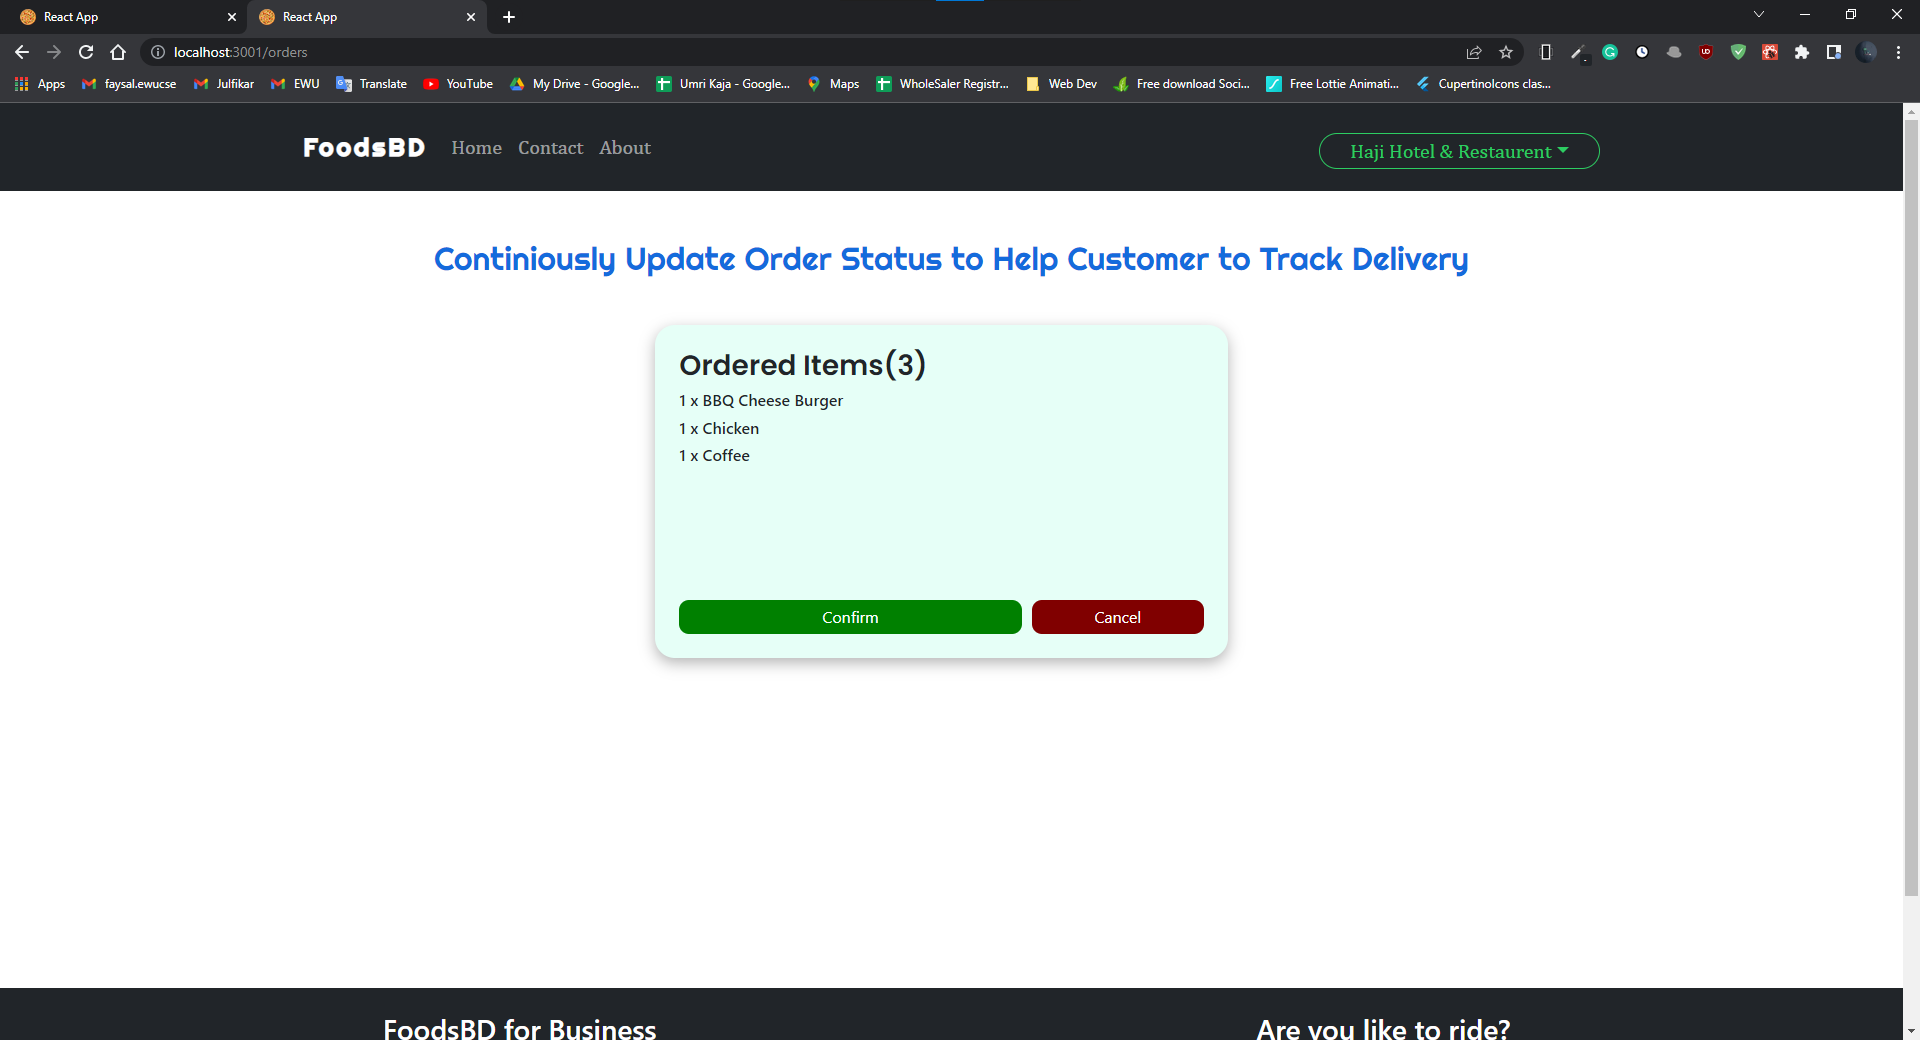 React App
React App
localhost:3001/orders
Apps
faysal.ewucse
Julfikar
EWU
Translate
YouTube
My Drive - Google...
Umri Kaja - Google...
Maps
WholeSaler Registr...
Web Dev
Free download Soci...
Free Lottie Animati...
CupertinoIcons clas...
FoodsBD
Home
Contact
About
Haji Hotel & Restaurent
Continiously Update Order Status to Help Customer to Track Delivery
Ordered Items(3)
1 x BBQ Cheese Burger
1 x Chicken
1 x Coffee
Confirm
Cancel
FoodsBD for Business
Are you like to ride?